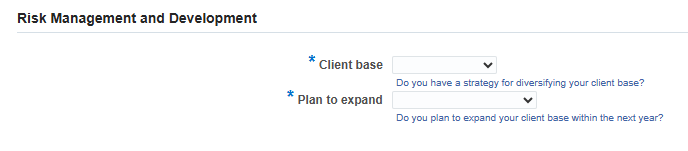 Risk Management and Development
* Client base
Do you have a strategy for diversifying your client base?
* Plan to expand
Do you plan to expand your client base within the next year?